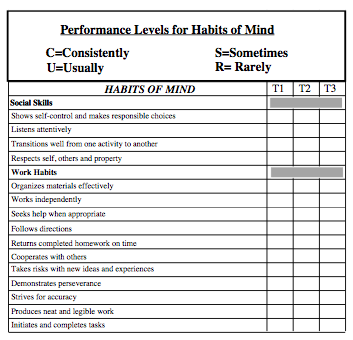 Performance Levels for Habits of Mind
C=Consistently S=Sometimes
U=Usually R= Rarely
HABITS OF MIND T1 T2 T3
Social Skills
Shows self-control and makes responsible choices
Listens attentively
Transitions well from one activity to another
Respects self, others and property
Work Habits
Organizes materials effectively
Works independently
Seeks help when appropriate
Follows directions
Returns completed homework on time
Cooperates with others
Takes risks with new ideas and experiences
Demonstrates perseverance
Strives for accuracy
Produces neat and legible work
Initiates and completes tasks